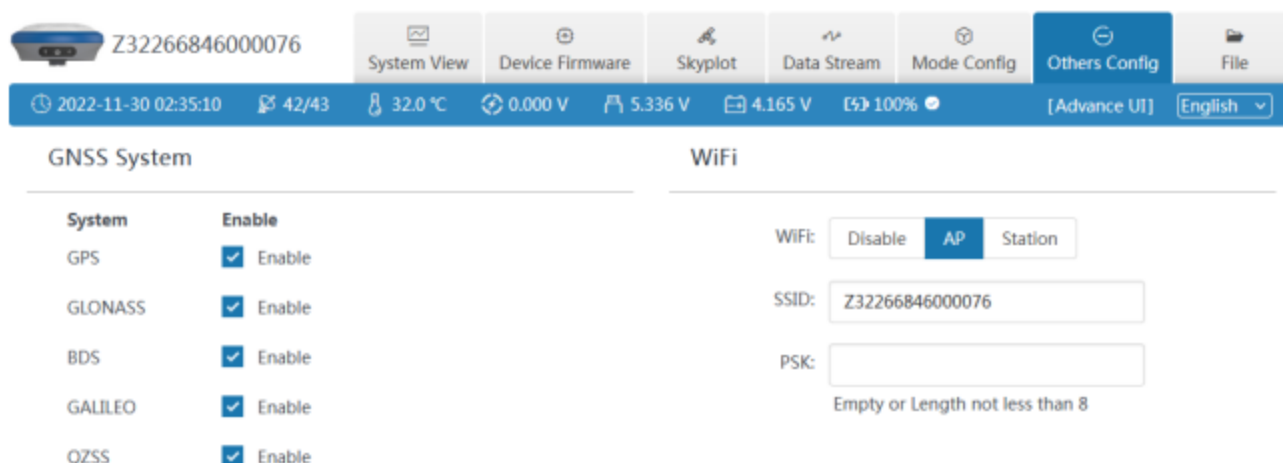 Z32266846000076
System View
Device Firmware
Skyplot
Data Stream
Mode Config
Others Config
File
2022-11-30 02:35:10 42/43 32.0 ℃ 0.000 V 5.336 V 4.165 V 100% [Advance UI] English
GNSS System
System Enable
GPS Enable
GLONASS Enable
BDS Enable
GALILEO Enable
QZSS Enable
WiFi
WiFi: Disable AP Station
SSID: Z32266846000076
PSK:
Empty or Length not less than 8